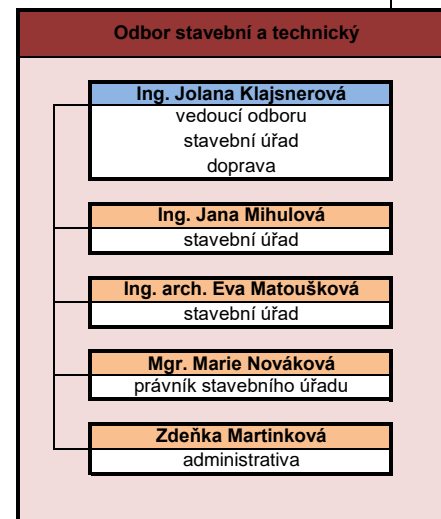 Odbor stavební a technický
Ing. Jolana Klajsnerová
vedoucí odboru
stavební úřad
doprava
Ing. Jana Mihulová
stavební úřad
Ing. arch. Eva Matoušková
stavební úřad
Mgr. Marie Nováková
právník stavebního úřadu
Zdeňka Martinková
administrativa